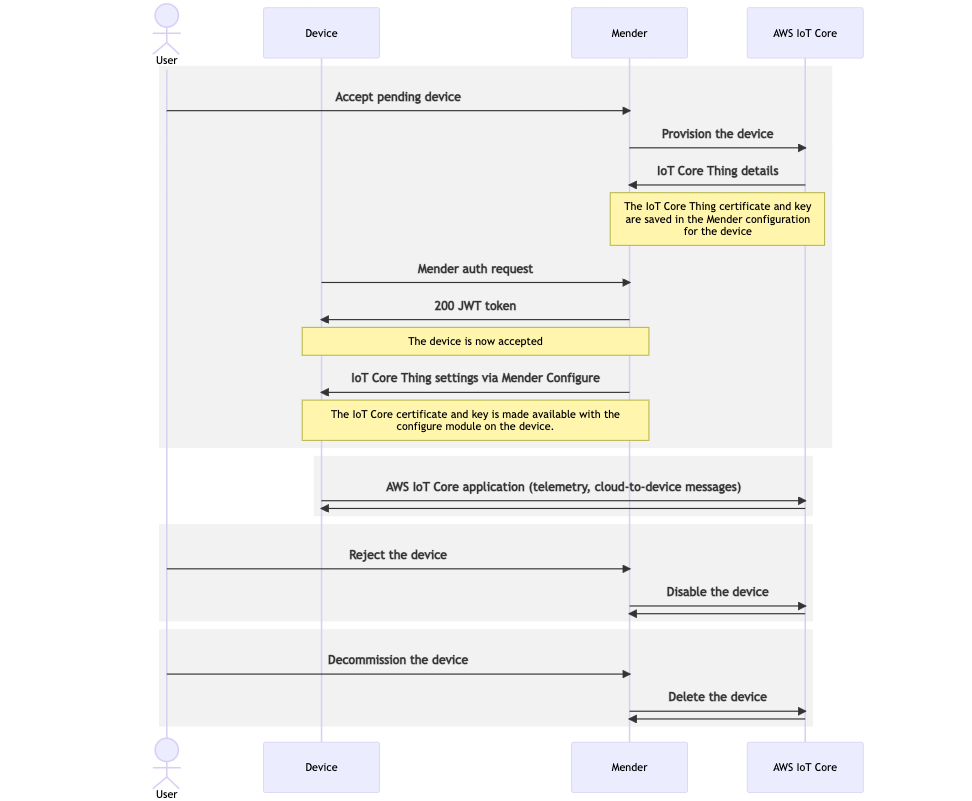 Device
Mender
AWS IoT Core
User
Accept pending device
Provision the device
IoT Core Thing details
The IoT Core Thing certificate and key
are saved in the Mender configuration
for the device
Mender auth request
200 JWT token
The device is now accepted
IoT Core Thing settings via Mender Configure
The IoT Core certificate and key is made available with the
configure module on the device.
AWS IoT Core application (telemetry, cloud-to-device messages)
Reject the device
Disable the device
Decommission the device
Delete the device
Device
Mender
AWS IoT Core
User